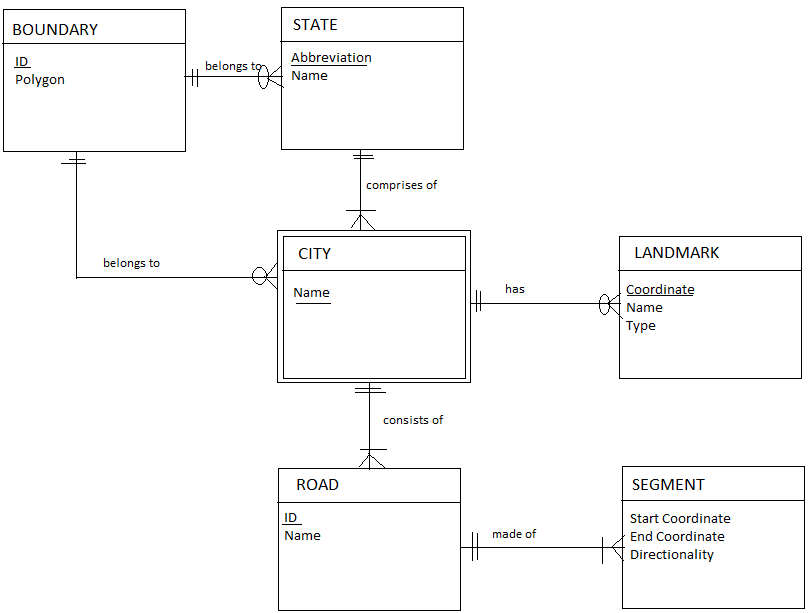 BOUNDARY
ID
Polygon
belongs to
STATE
Abbreviation
Name
comprises of
belongs to
CITY
Name
has
LANDMARK
Coordinate
Name
Type
consists of
ROAD
ID
Name
made of
SEGMENT
Start Coordinate
End Coordinate
Directionality